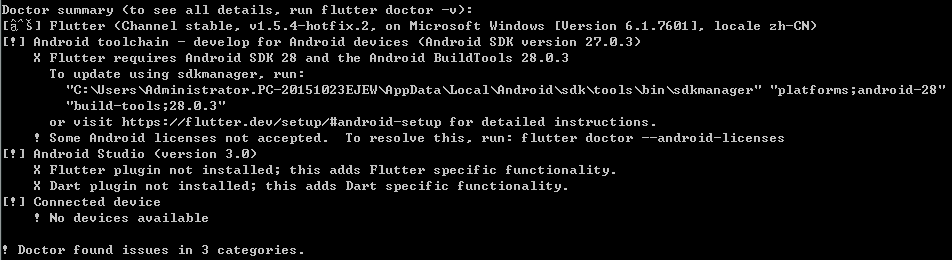 Doctor summary (to see all details, run flutter doctor -v):
[â^š] Flutter (Channel stable, v1.5.4-hotfix.2, on Microsoft Windows [Version 6.1.7601], locale zh-CN)
[!] Android toolchain - develop for Android devices (Android SDK version 27.0.3)
X Flutter requires Android SDK 28 and the Android BuildTools 28.0.3
To update using sdkmanager, run:
"C:\Users\Administrator.PC-20151023EJEW\AppData\Local\Android\sdk\tools\bin\sdkmanager" "platforms;android-28"
"build-tools;28.0.3"
or visit https://flutter.dev/setup/#android-setup for detailed instructions.
! Some Android licenses not accepted.  To resolve this, run: flutter doctor --android-licenses
[!] Android Studio (version 3.0)
X Flutter plugin not installed; this adds Flutter specific functionality.
X Dart plugin not installed; this adds Dart specific functionality.
[!] Connected device
! No devices available
! Doctor found issues in 3 categories.